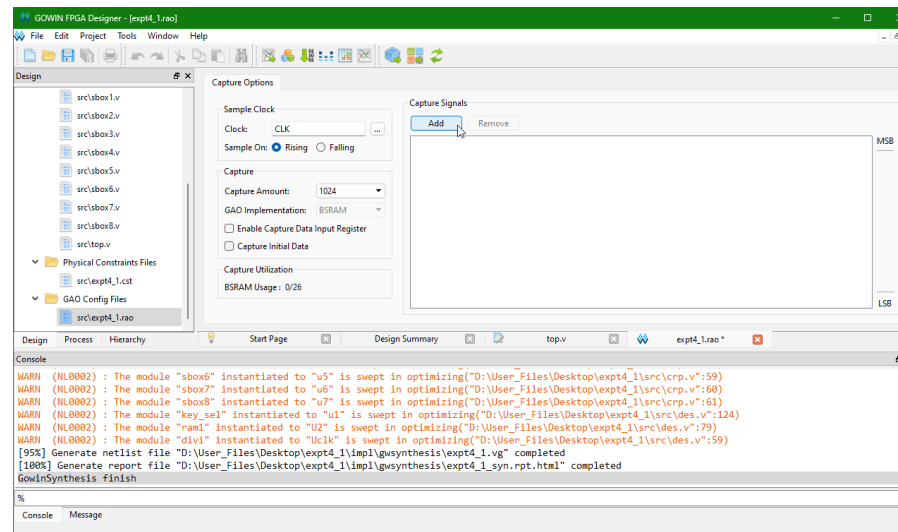 GOWIN FPGA Designer - [expt4_1.rao]
File Edit Project Tools Window Help
Design
src\sbox1.v
src\sbox2.v
src\sbox3.v
src\sbox4.v
src\sbox5.v
src\sbox6.v
src\sbox7.v
src\sbox8.v
src\top.v
Physical Constraints Files
src\expt4_1.cst
GAO Config Files
src\expt4_1.rao
Design Process Hierarchy
Capture Options
Sample Clock
Clock: CLK ...
Sample On: Rising Falling
Capture
Capture Amount: 1024
GAO Implementation: BSRAM
Enable Capture Data Input Register
Capture Initial Data
Capture Utilization
BSRAM Usage: 0/26
Capture Signals
Add Remove
MSB
LSB
Start Page Design Summary top.v expt4_1.rao *
Console
WARN (NL0002) : The module "sbox6" instantiated to "u5" is swept in optimizing("D:\User_Files\Desktop\expt4_1\src\crp.v":59)
WARN (NL0002) : The module "sbox7" instantiated to "u6" is swept in optimizing("D:\User_Files\Desktop\expt4_1\src\crp.v":60)
WARN (NL0002) : The module "sbox8" instantiated to "u7" is swept in optimizing("D:\User_Files\Desktop\expt4_1\src\crp.v":61)
WARN (NL0002) : The module "key_sel" instantiated to "u1" is swept in optimizing("D:\User_Files\Desktop\expt4_1\src\des.v":124)
WARN (NL0002) : The module "ram1" instantiated to "U2" is swept in optimizing("D:\User_Files\Desktop\expt4_1\src\des.v":79)
WARN (NL0002) : The module "div1" instantiated to "Uclk" is swept in optimizing("D:\User_Files\Desktop\expt4_1\src\des.v":59)
[95%] Generate netlist file "D:\User_Files\Desktop\expt4_1\impl\gwsynthesis\expt4_1.vg" completed
[100%] Generate report file "D:\User_Files\Desktop\expt4_1\impl\gwsynthesis\expt4_1_syn.rpt.html" completed
GowinSynthesis finish
%
Console Message